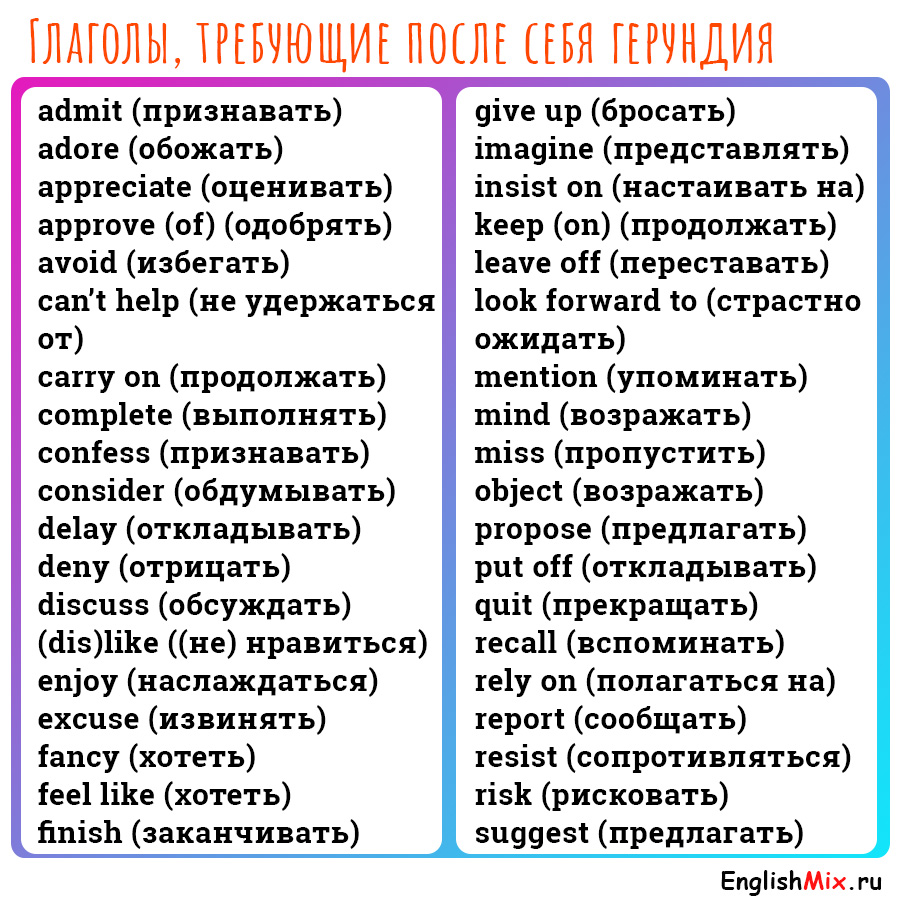 Глаголы, требующие после себя герундия
admit (признавать)
adore (обожать)
appreciate (оценивать)
approve (of) (одобрять)
avoid (избегать)
can’t help (не удержаться
от)
carry on (продолжать)
complete (выполнять)
confess (признавать)
consider (обдумывать)
delay (откладывать)
deny (отрицать)
discuss (обсуждать)
(dis)like ((не) нравиться)
enjoy (наслаждаться)
excuse (извинять)
fancy (хотеть)
feel like (хотеть)
finish (заканчивать)
give up (бросать)
imagine (представлять)
insist on (настаивать на)
keep (on) (продолжать)
leave off (переставать)
look forward to (страстно
ожидать)
mention (упоминать)
mind (возражать)
miss (пропустить)
object (возражать)
propose (предлагать)
put off (откладывать)
quit (прекращать)
recall (вспоминать)
rely on (полагаться на)
report (сообщать)
resist (сопротивляться)
risk (рисковать)
suggest (предлагать)
EnglishMix.ru